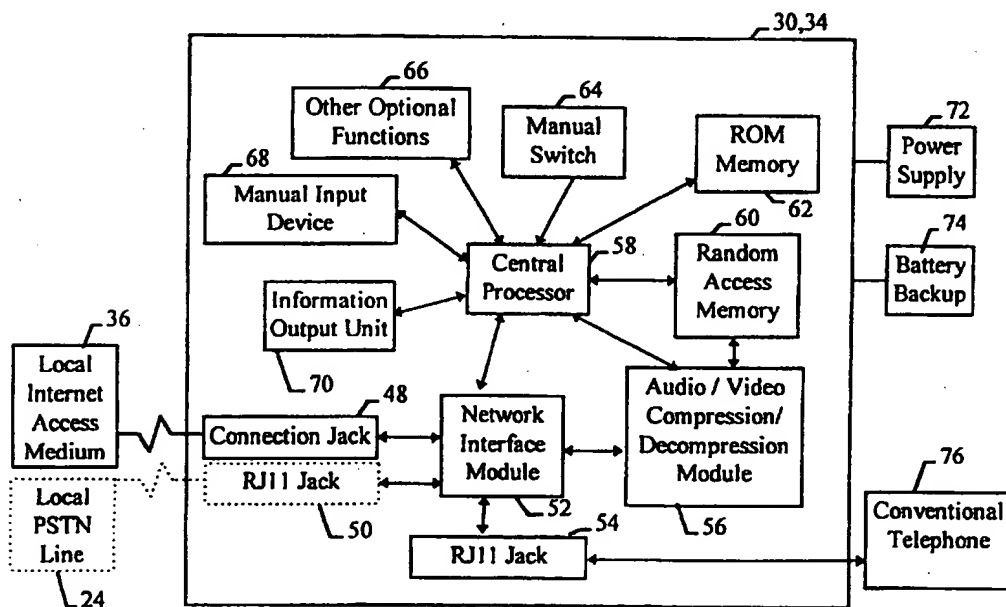 30,34
66
Other Optional
Functions
64
Manual
Switch
ROM
Memory
62
72
Power
Supply
68
Manual Input
Device
60
Random
Access
Memory
58
Central
Processor
74
Battery
Backup
Information
Output Unit
70
36
Local
Internet
Access
Medium
48
Connection Jack
RJ11 Jack
50
Network
Interface
Module
52
Audio / Video
Compression/
Decompression
Module
56
76
Conventional
Telephone
54
RJ11 Jack
Local
PSTN
Line
24